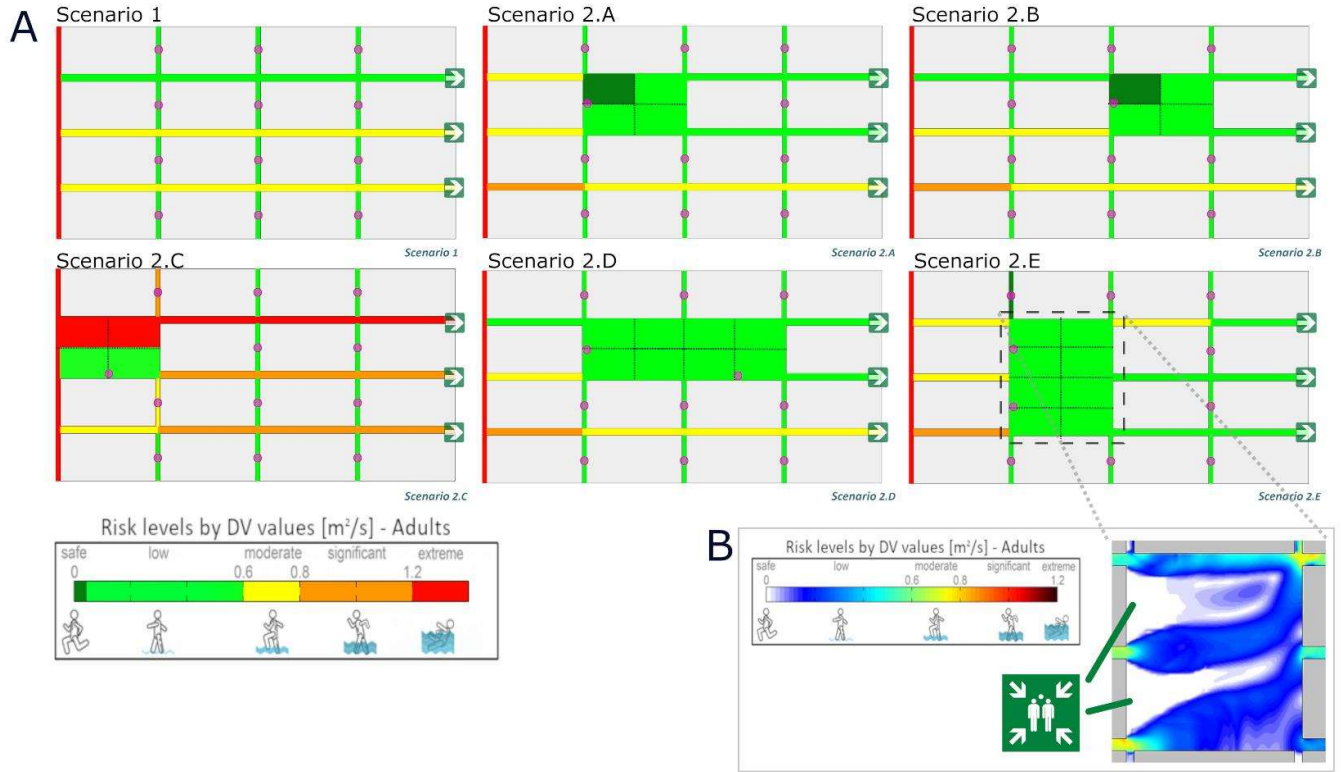 A
Scenario 1
Scenario 2.A
Scenario 2.B
Scenario 1
Scenario 2.A
Scenario 2.B
Scenario 2.C
Scenario 2.D
Scenario 2.E
Scenario 2.C
Scenario 2.D
Scenario 2.E
Risk levels by DV values [m²/s] - Adults
safe low moderate significant extreme
0 0.6 0.8 1.2
B
Risk levels by DV values [m²/s] - Adults
safe low moderate significant extreme
0 0.6 0.8 1.2